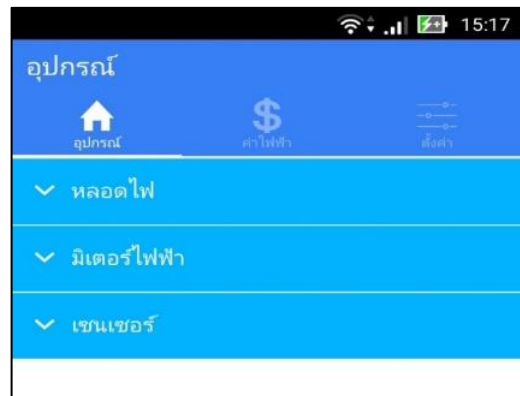 15:17
อุปกรณ์
อุปกรณ์ ค่าไฟฟ้า ตั้งค่า
หลอดไฟ
มิเตอร์ไฟฟ้า
เซนเซอร์